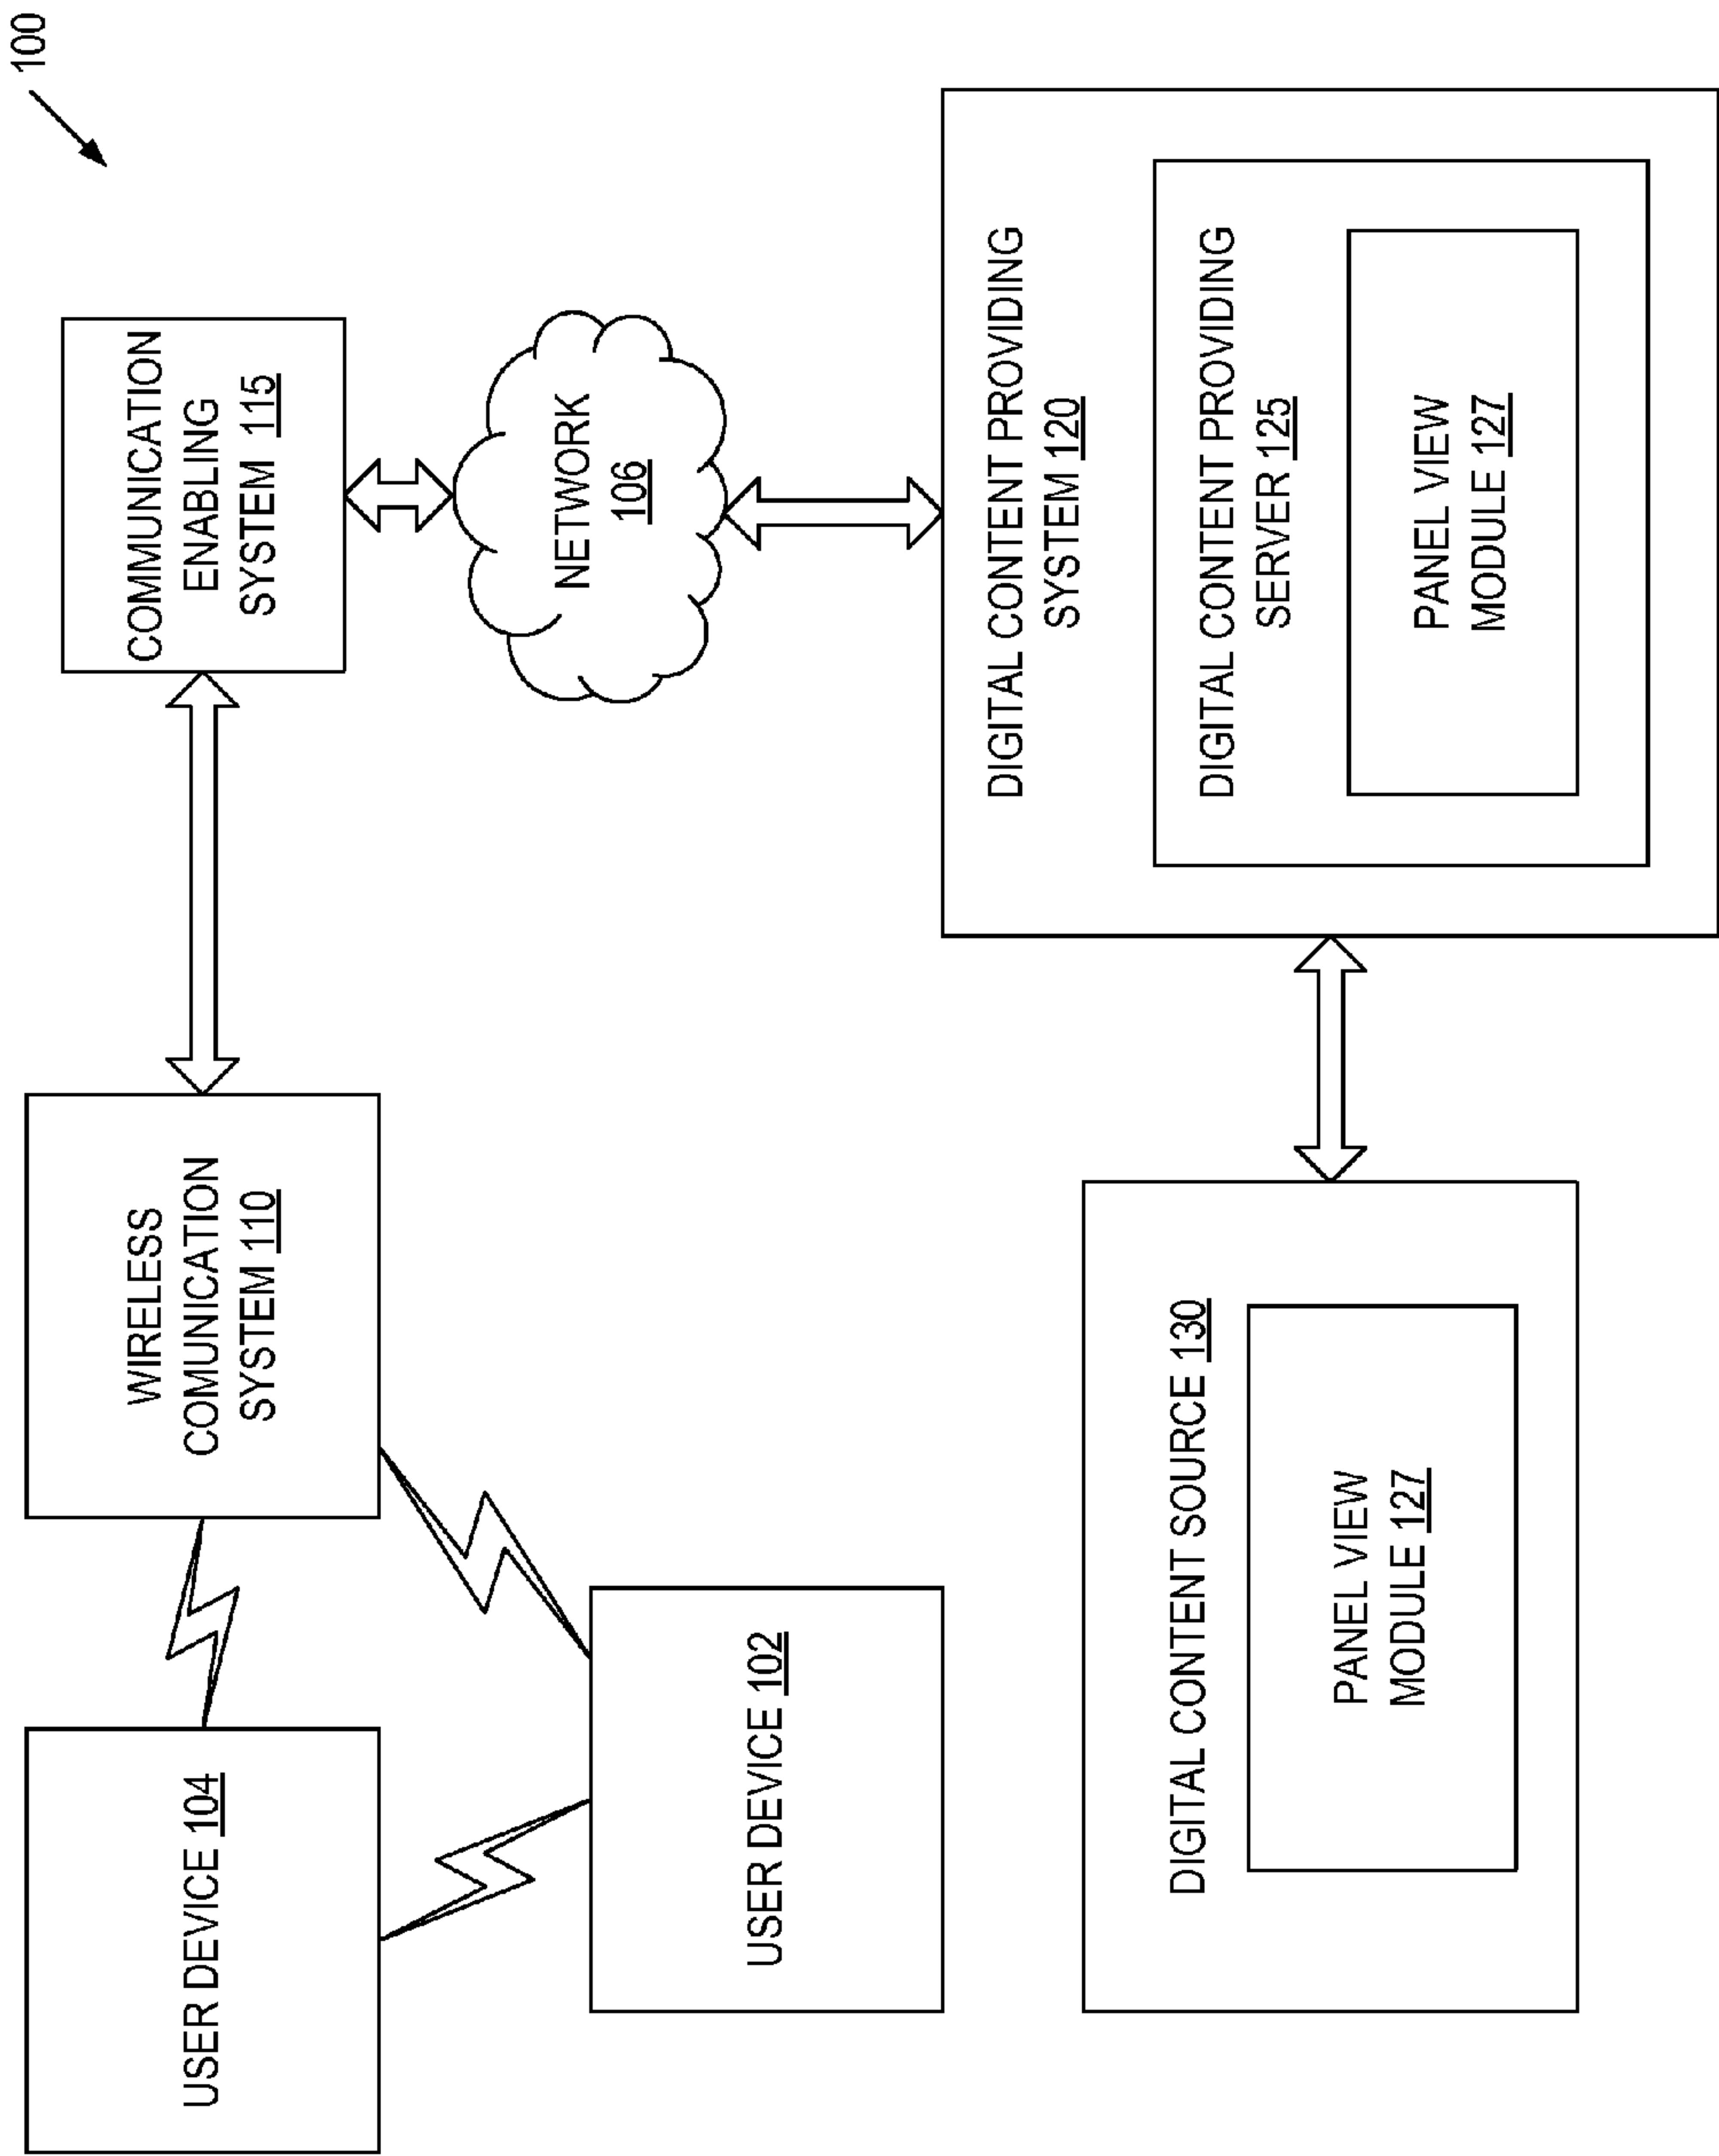 100
USER DEVICE 104
WIRELESS
COMUNICATION
SYSTEM 110
COMMUNICATION
ENABLING
SYSTEM 115
NETWORK
106
USER DEVICE 102
DIGITAL CONTENT PROVIDING
SYSTEM 120
DIGITAL CONTENT PROVIDING
SERVER 125
PANEL VIEW
MODULE 127
DIGITAL CONTENT SOURCE 130
PANEL VIEW
MODULE 127